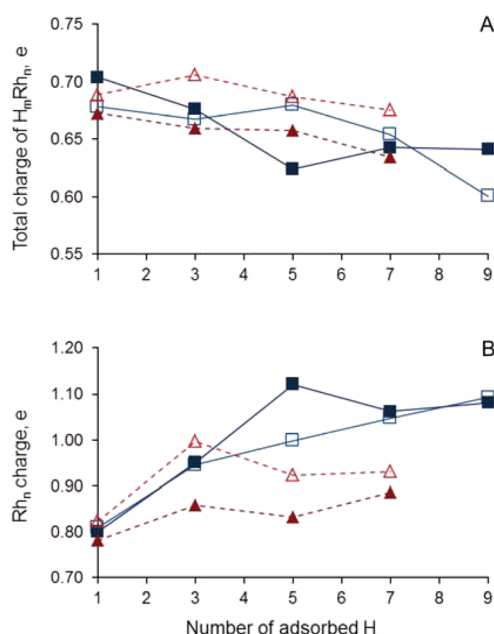 A
Total charge of HₘRhₙ, e
0.75
0.70
0.65
0.60
0.55
1 2 3 4 5 6 7 8 9
B
Rhₙ charge, e
1.20
1.10
1.00
0.90
0.80
0.70
1 2 3 4 5 6 7 8 9
Number of adsorbed H